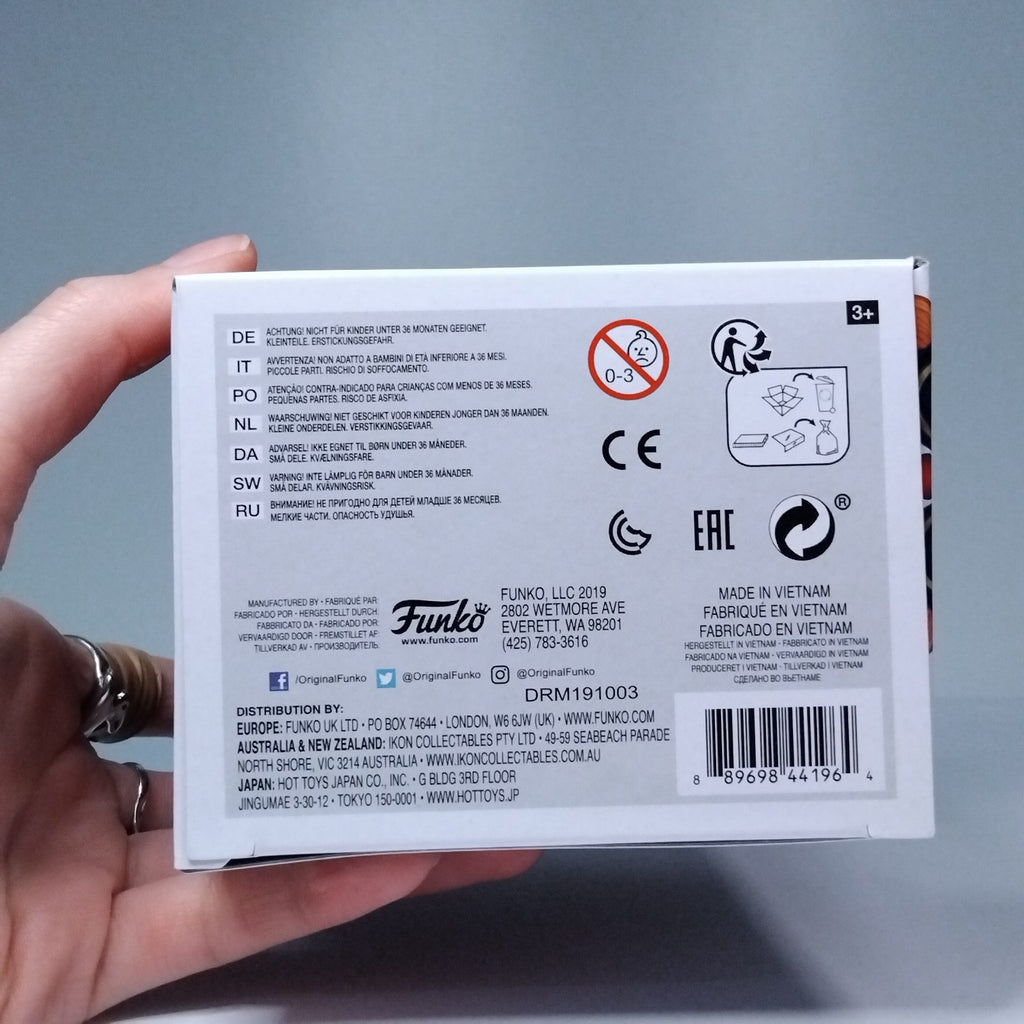 3+
DE ACHTUNG! NICHT FÜR KINDER UNTER 36 MONATEN GEEIGNET.
KLEINTEILE. ERSTICKUNGSGEFAHR.
IT AVVERTENZA! NON ADATTO A BAMBINI DI ETÀ INFERIORE A 36 MESI.
PICCOLE PARTI. RISCHIO DI SOFFOCAMENTO.
PO ATENÇÃO! CONTRA-INDICADO PARA CRIANÇAS COM MENOS DE 36 MESES.
PEQUENAS PARTES. RISCO DE ASFIXIA.
NL WAARSCHUWING! NIET GESCHIKT VOOR KINDEREN JONGER DAN 36 MAANDEN.
KLEINE ONDERDELEN. VERSTIKKINGSGEVAAR.
DA ADVARSEL! IKKE EGNET TIL BØRN UNDER 36 MÅNEDER.
SMÅ DELE. KVÆLNINGSFARE.
SW VARNING! INTE LÄMPLIG FÖR BARN UNDER 36 MÅNADER.
SMÅ DELAR. KVÄVNINGSRISK.
RU ВНИМАНИЕ! НЕ ПРИГОДНО ДЛЯ ДЕТЕЙ МЛАДШЕ 36 МЕСЯЦЕВ.
МЕЛКИЕ ЧАСТИ. ОПАСНОСТЬ УДУШЬЯ.
0-3
CE
EAC
®
MANUFACTURED BY • FABRIQUÉ PAR:
FABRICADO POR • HERGESTELLT DURCH:
FABBRICATO DA • FABRICADO POR:
VERVAARDIGD DOOR • FREMSTILLET AF:
TILLVERKAD AV • ПРОИЗВОДИТЕЛЬ:
Funko
www.funko.com
FUNKO, LLC 2019
2802 WETMORE AVE
EVERETT, WA 98201
(425) 783-3616
/OriginalFunko @OriginalFunko @OriginalFunko
DRM191003
MADE IN VIETNAM
FABRIQUÉ EN VIETNAM
FABRICADO EN VIETNAM
HERGESTELLT IN VIETNAM • FABBRICATO IN VIETNAM
FABRICADO NA VIETNAM • VERVAARDIGD IN VIETNAM
PRODUCERET I VIETNAM • TILLVERKAD I VIETNAM
СДЕЛАНО ВО ВЬЕТНАМЕ
DISTRIBUTION BY:
EUROPE: FUNKO UK LTD • PO BOX 74644 • LONDON, W6 6JW (UK) • WWW.FUNKO.COM
AUSTRALIA & NEW ZEALAND: IKON COLLECTABLES PTY LTD • 49-59 SEABEACH PARADE
NORTH SHORE, VIC 3214 AUSTRALIA • WWW.IKONCOLLECTABLES.COM.AU
JAPAN: HOT TOYS JAPAN CO., INC. • G BLDG 3RD FLOOR
JINGUMAE 3-30-12 • TOKYO 150-0001 • WWW.HOTTOYS.JP
8 89698 44196 4